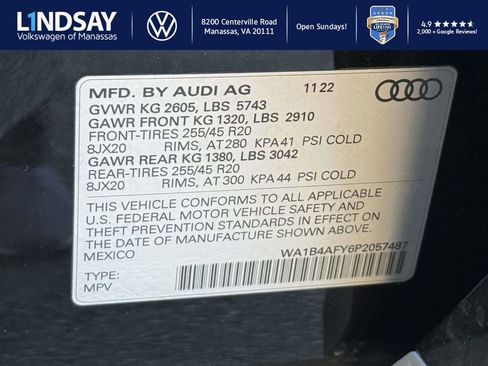 LINDSAY
Volkswagen of Manassas
8200 Centerville Road
Manassas, VA 20111
Open Sundays!
LIFETIME
4.9
2,000+ Google Reviews!
MFD. BY AUDI AG 11 22
GVWR KG 2605, LBS 5743
GAWR FRONT KG 1320, LBS 2910
FRONT-TIRES 255/45 R20
8JX20 RIMS, AT 280 KPA 41 PSI COLD
GAWR REAR KG 1380, LBS 3042
REAR-TIRES 255/45 R20
8JX20 RIMS, AT 300 KPA 44 PSI COLD
THIS VEHICLE CONFORMS TO ALL APPLICABLE
U.S. FEDERAL MOTOR VEHICLE SAFETY, BUMPER AND
THEFT PREVENTION STANDARDS IN EFFECT ON
THE DATE OF MANUFACTURE SHOWN ABOVE
MEXICO
WA1B4AFY6P2057487
TYPE:
MPV